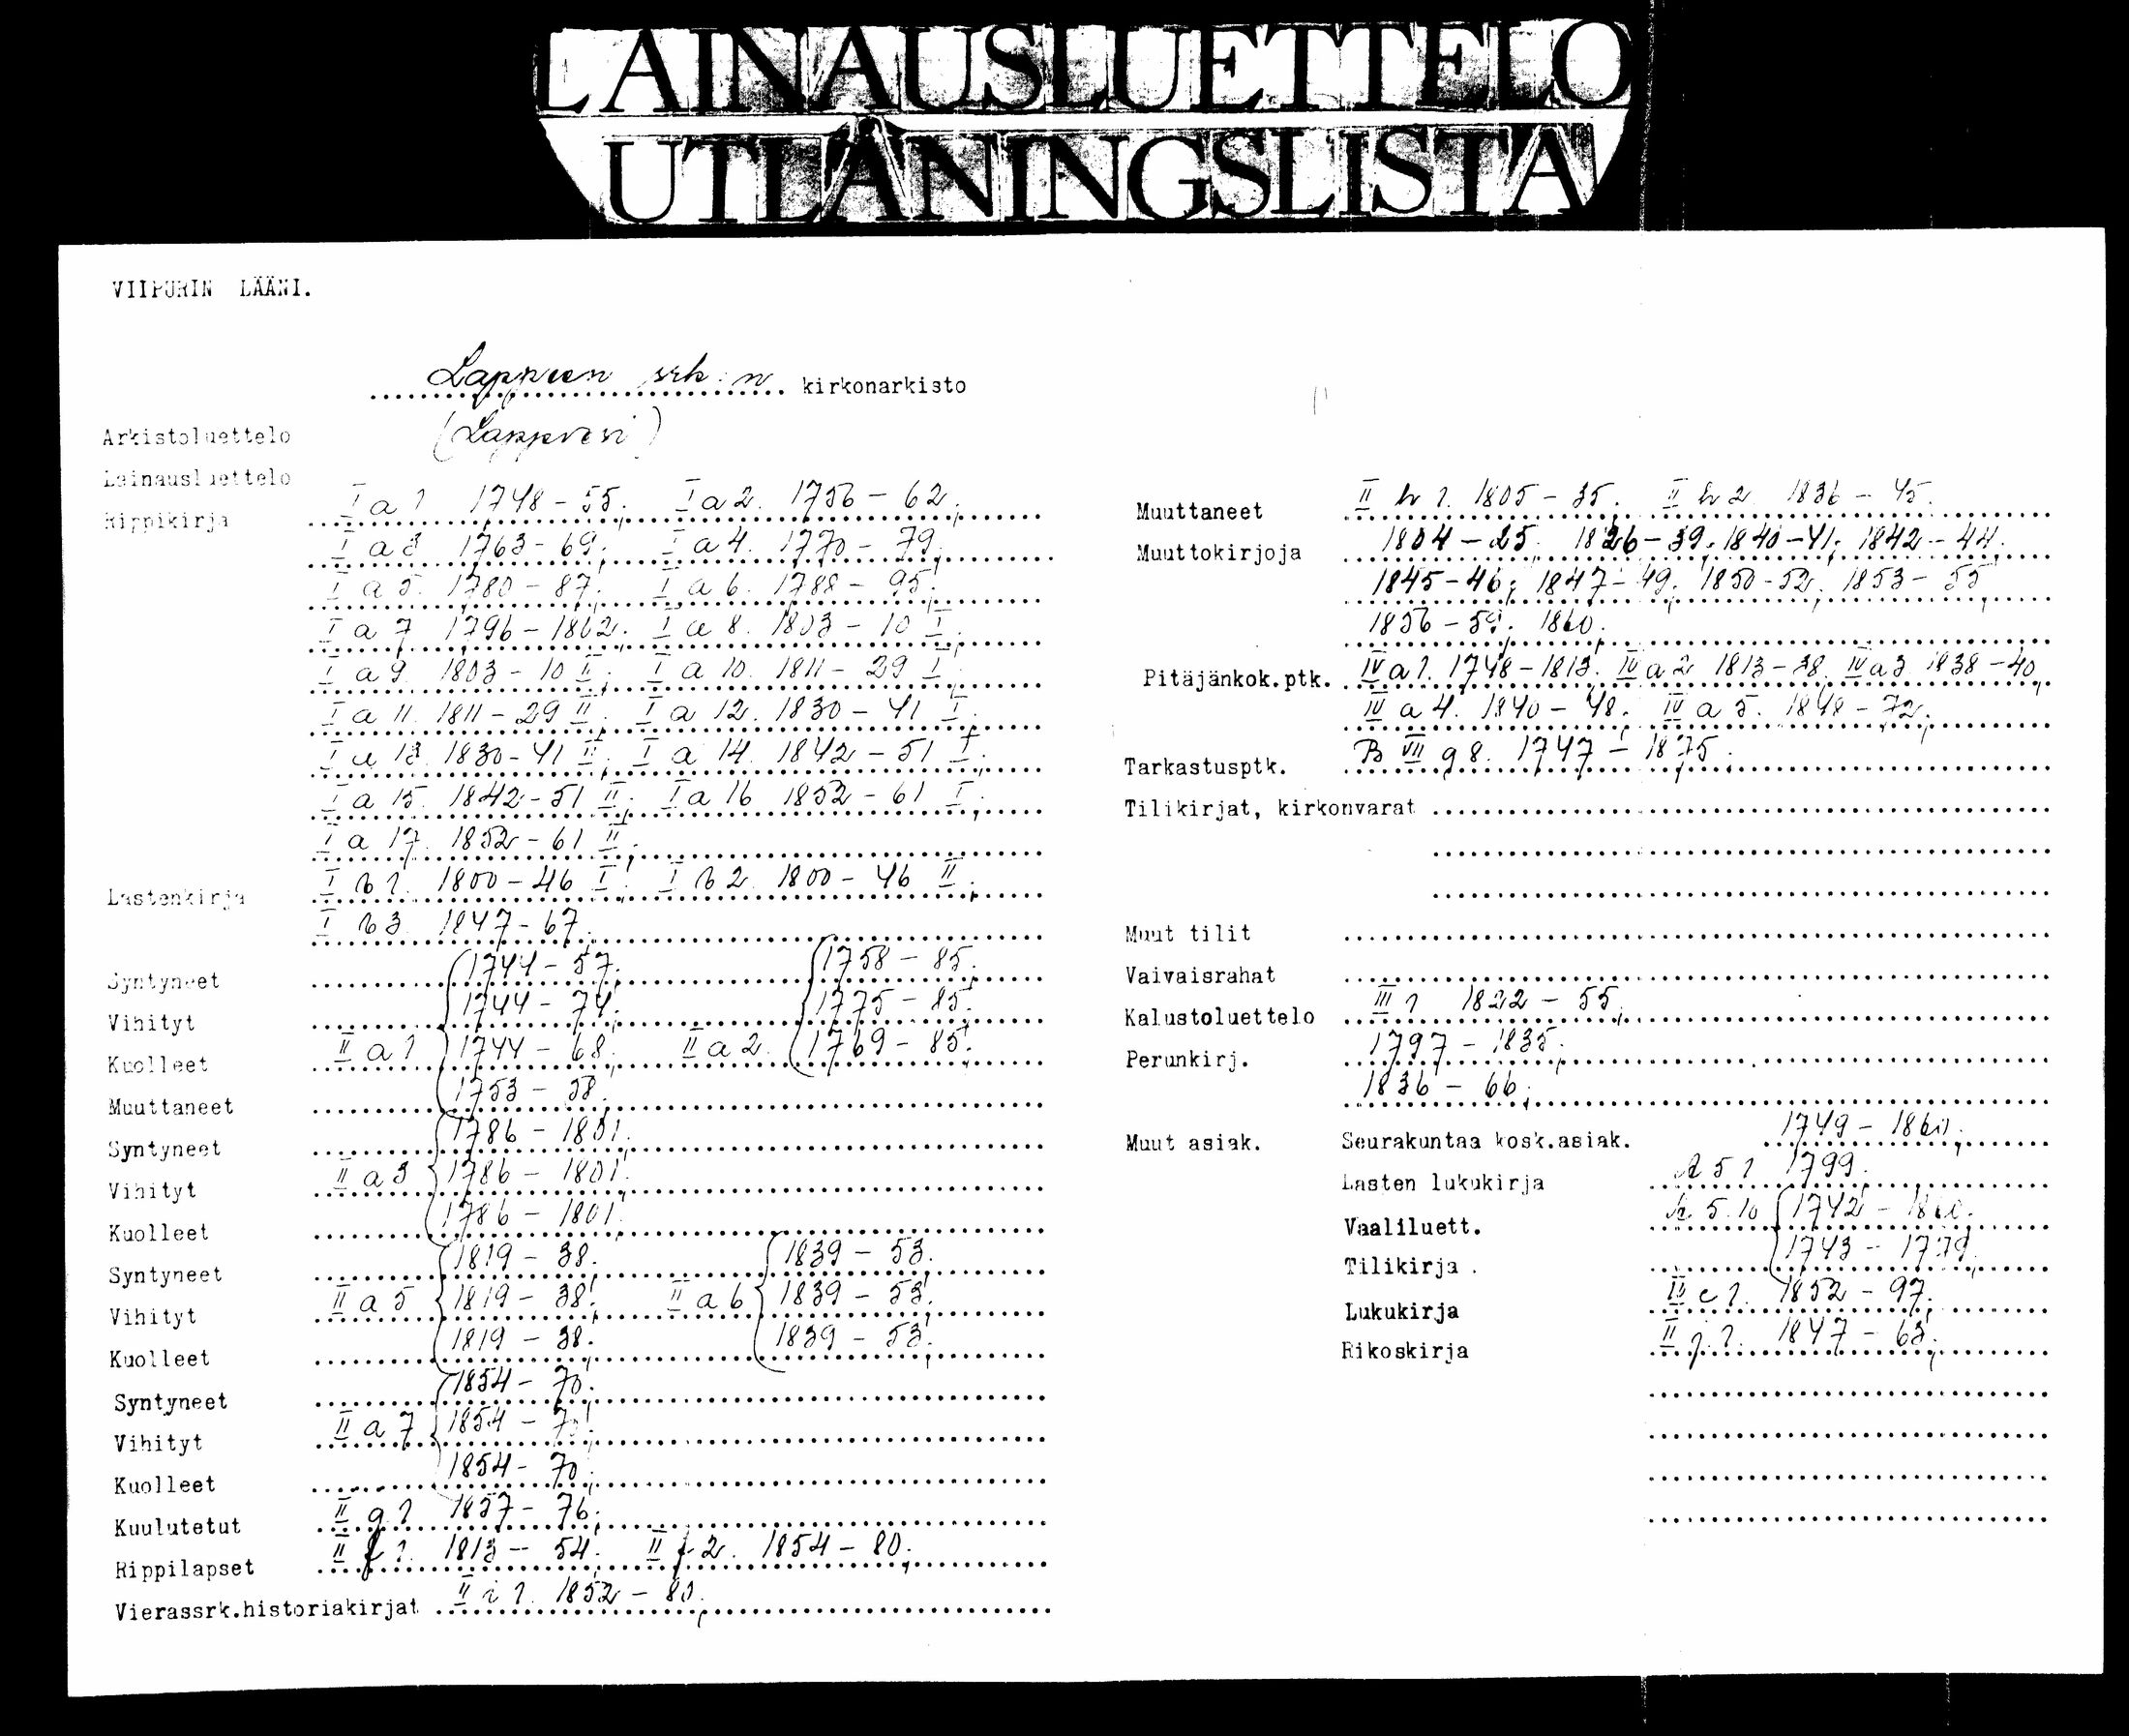 LAINAUSLUETTELO
UTLÅNINGSLISTA
VIIPURIN LÄÄNI.
Lappeen srk:n kirkonarkisto
Arkistoluettelo (Lappvesi)
Lainausluettelo
Rippikirja I a 1 1748-55. I a 2. 1756-62.
I a 3 1763-69. I a 4. 1770-79.
I a 5. 1780-87. I a 6. 1788-95.
I a 7 1796-1802. I a 8. 1803-10 I.
I a 9. 1803-10 II. I a 10. 1811-29 I.
I a 11. 1811-29 II. I a 12. 1830-41 I.
I a 13. 1830-41 II. I a 14. 1842-51 I.
I a 15. 1842-51 II. I a 16 1852-61 I.
I a 17. 1852-61 II.
Lastenkirja I b 1. 1800-46 I. I b 2. 1800-46 II.
I b 3. 1847-67.
Syntyneet 1744-57. 1758-85.
Vihityt 1744-74. 1775-85.
Kuolleet II a 1 1744-68. II a 2. 1769-85.
Muuttaneet 1753-58.
Syntyneet 1786-1801.
Vihityt II a 3 1786-1801.
Kuolleet 1786-1801.
Syntyneet 1819-38. 1839-53.
Vihityt II a 5 1819-38. II a 6 1839-53.
Kuolleet 1819-38. 1839-53.
Syntyneet 1854-70.
Vihityt II a 7 1854-70.
Kuolleet 1854-70.
Kuulutetut II g 1 1857-76.
Rippilapset II f 1. 1813-54. II f 2. 1854-80.
Vierassrk.historiakirjat II i 1. 1852-80.
Muuttaneet II b 1. 1805-35. II b 2 1836-45.
Muuttokirjoja 1804-25. 1826-39. 1840-41. 1842-44.
1845-46; 1847-49. 1850-52. 1853-55
1856-59. 1860.
Pitäjänkok.ptk. IV a 1. 1748-1813. IV a 2 1813-38. IV a 3 1838-40.
IV a 4. 1840-48. IV a 5. 1848-72.
Tarkastusptk. B VII g 8. 1747-1875.
Tilikirjat, kirkonvarat
Muut tilit
Vaivaisrahat
Kalustoluettelo III 1 1822-55.
Perunkirj. 1797-1835.
1836-66.
Muut asiak. Seurakuntaa kosk.asiak. 1749-1860.
Lasten lukukirja 5 1 1799.
Vaaliluett. 5.10 1742-1860.
Tilikirja . 1743-1779.
Lukukirja c 1. 1852-97.
Rikoskirja II j 1. 1847-63.